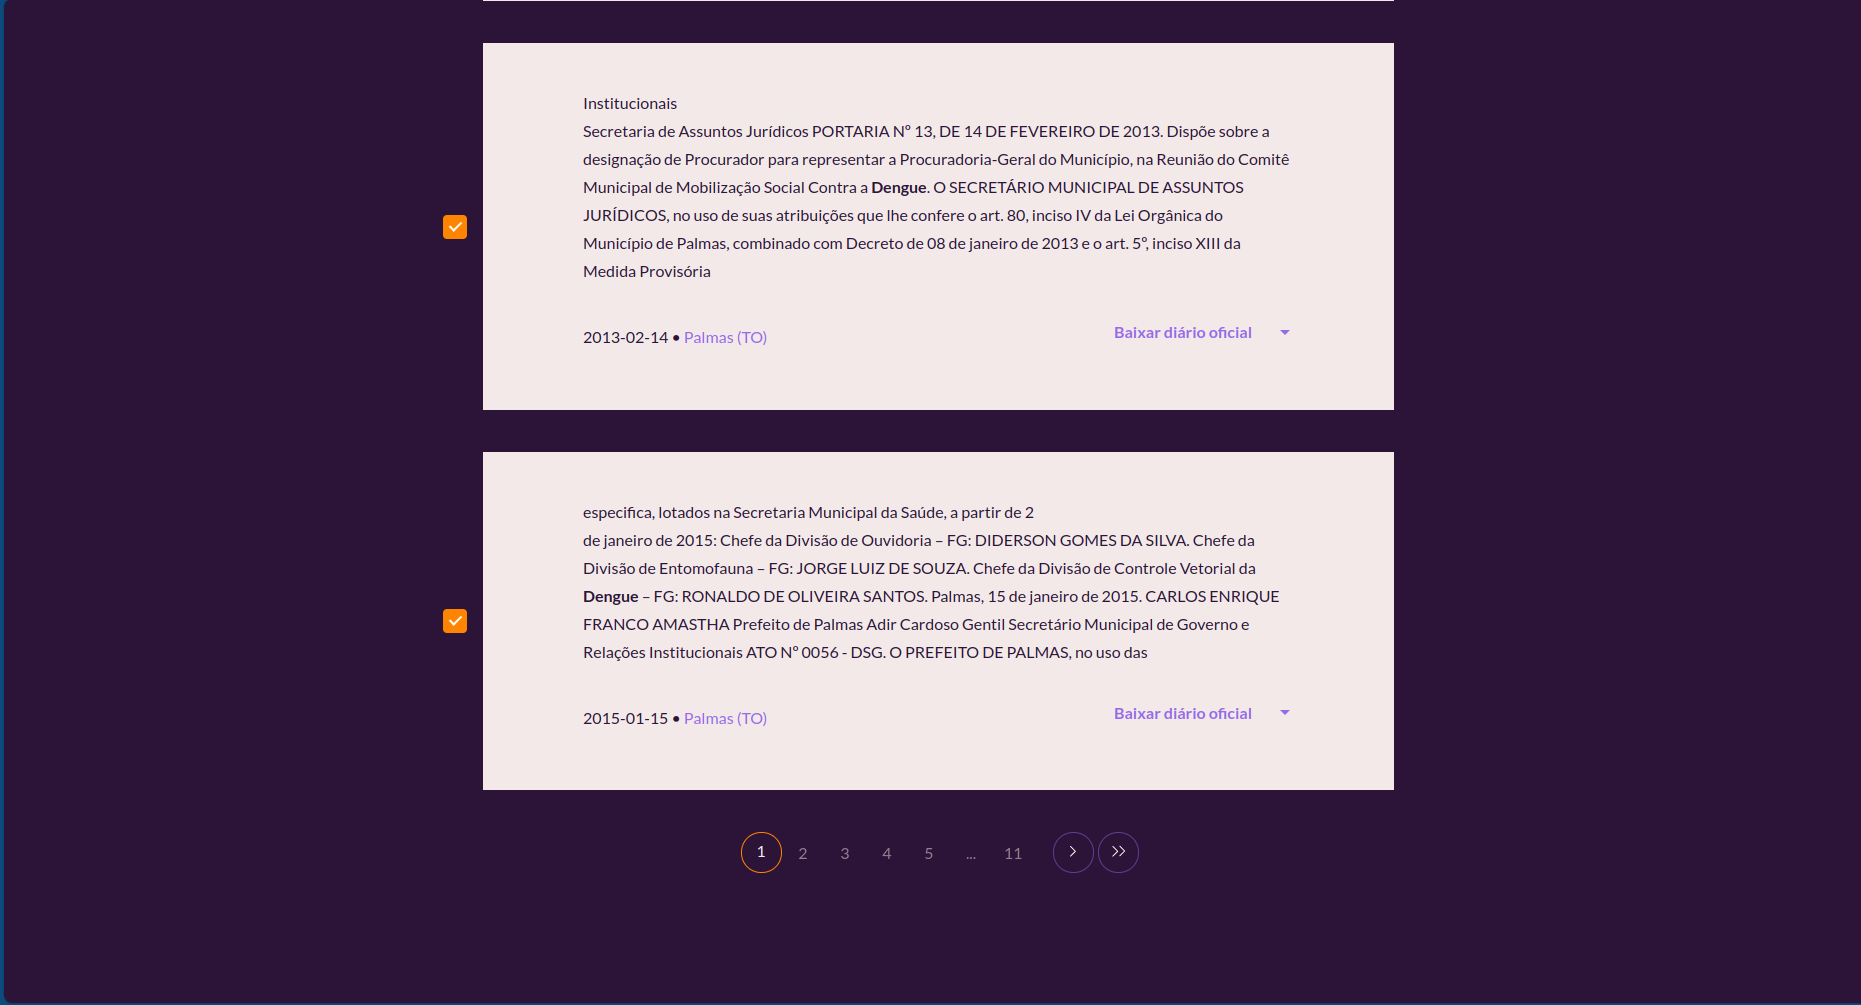 Institucionais
Secretaria de Assuntos Jurídicos PORTARIA Nº 13, DE 14 DE FEVEREIRO DE 2013. Dispõe sobre a
designação de Procurador para representar a Procuradoria-Geral do Município, na Reunião do Comitê
Municipal de Mobilização Social Contra a Dengue. O SECRETÁRIO MUNICIPAL DE ASSUNTOS
JURÍDICOS, no uso de suas atribuições que lhe confere o art. 80, inciso IV da Lei Orgânica do
Município de Palmas, combinado com Decreto de 08 de janeiro de 2013 e o art. 5º, inciso XIII da
Medida Provisória
2013-02-14 • Palmas (TO)
Baixar diário oficial
especifica, lotados na Secretaria Municipal da Saúde, a partir de 2
de janeiro de 2015: Chefe da Divisão de Ouvidoria – FG: DIDERSON GOMES DA SILVA. Chefe da
Divisão de Entomofauna – FG: JORGE LUIZ DE SOUZA. Chefe da Divisão de Controle Vetorial da
Dengue – FG: RONALDO DE OLIVEIRA SANTOS. Palmas, 15 de janeiro de 2015. CARLOS ENRIQUE
FRANCO AMASTHA Prefeito de Palmas Adir Cardoso Gentil Secretário Municipal de Governo e
Relações Institucionais ATO Nº 0056 - DSG. O PREFEITO DE PALMAS, no uso das
2015-01-15 • Palmas (TO)
Baixar diário oficial
1 2 3 4 5 ... 11